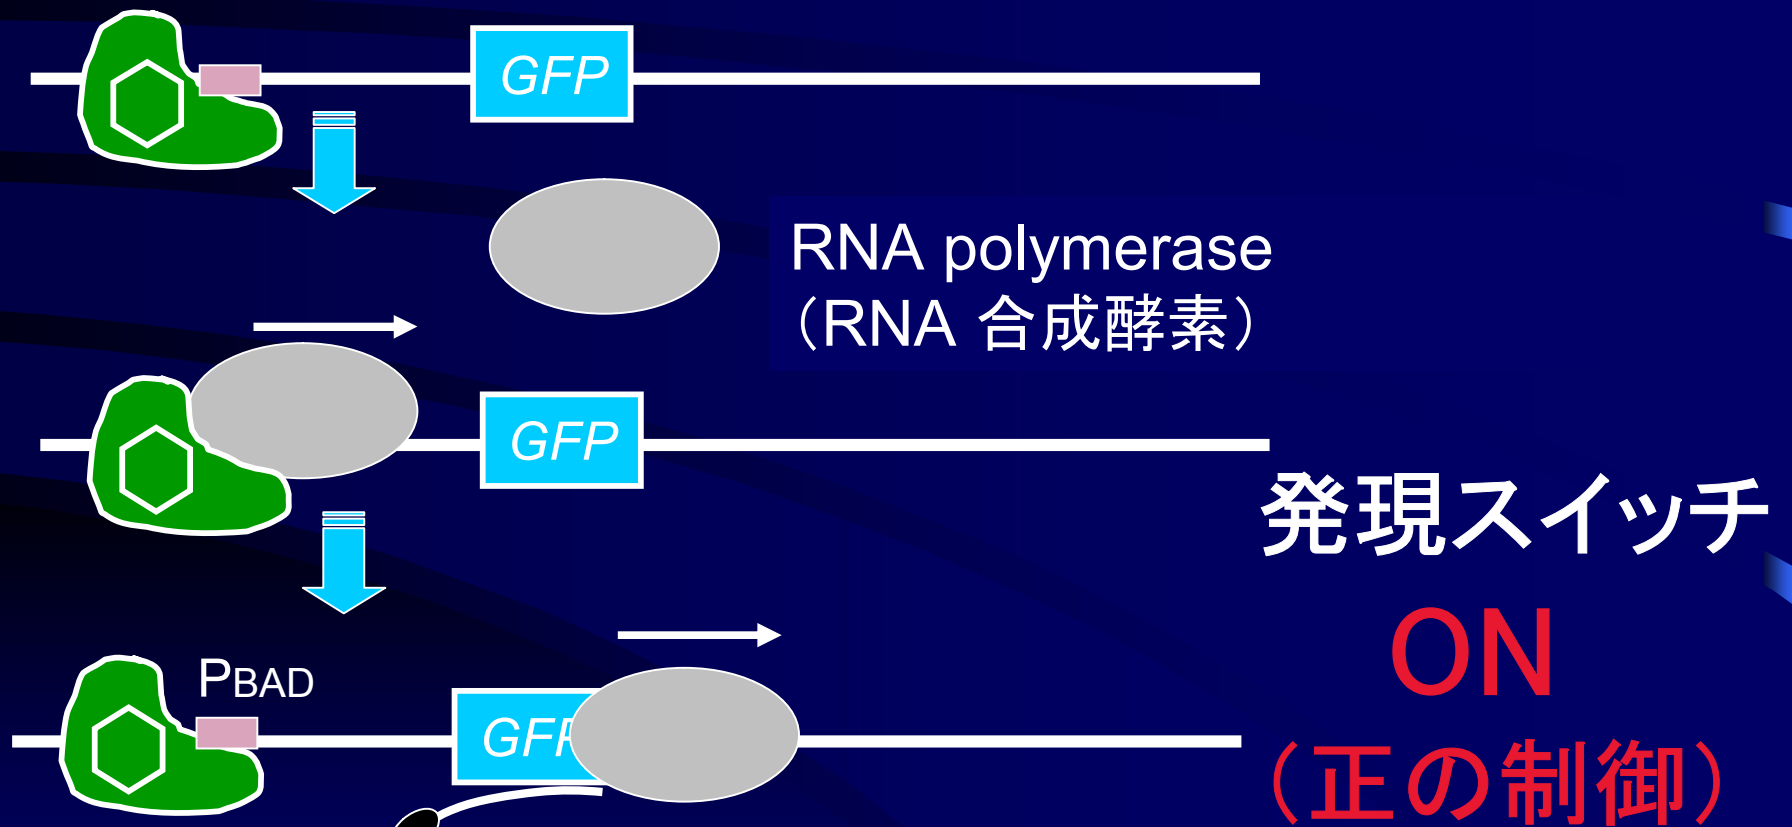 GFP
RNA polymerase
（RNA 合成酵素）
GFP
発現スイッチ
ON
（正の制御）
PBAD
GFP